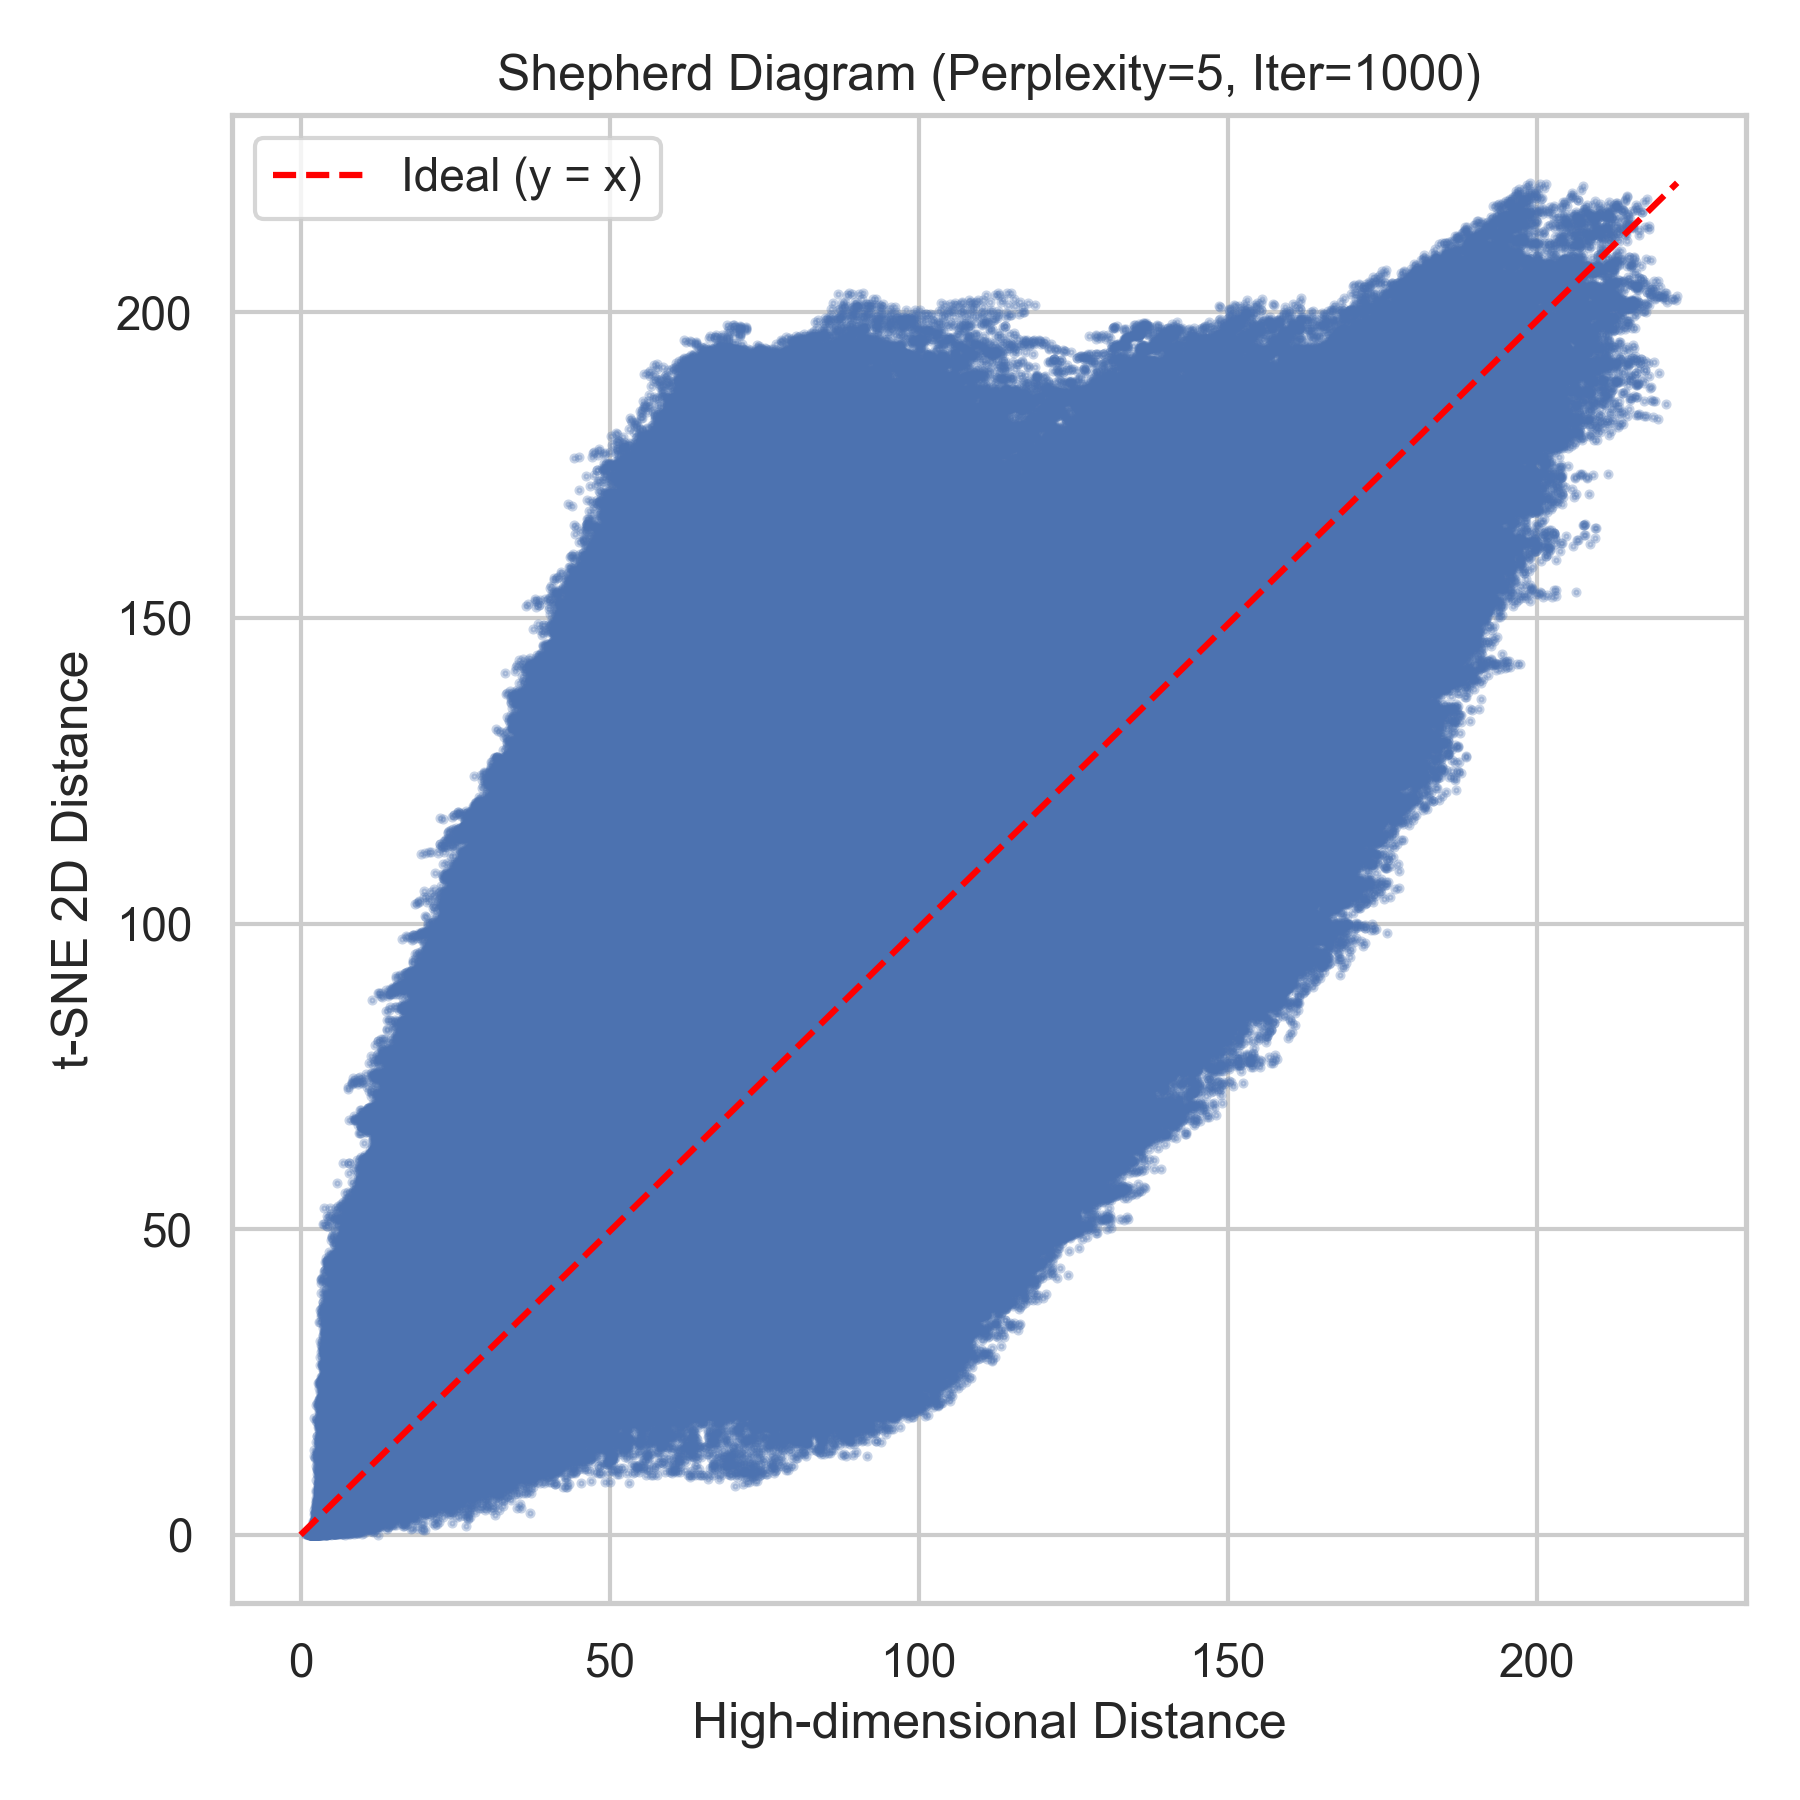 Shepherd Diagram (Perplexity=5, Iter=1000)
Ideal (y = x)
200
150
100
50
0
t-SNE 2D Distance
0 50 100 150 200
High-dimensional Distance